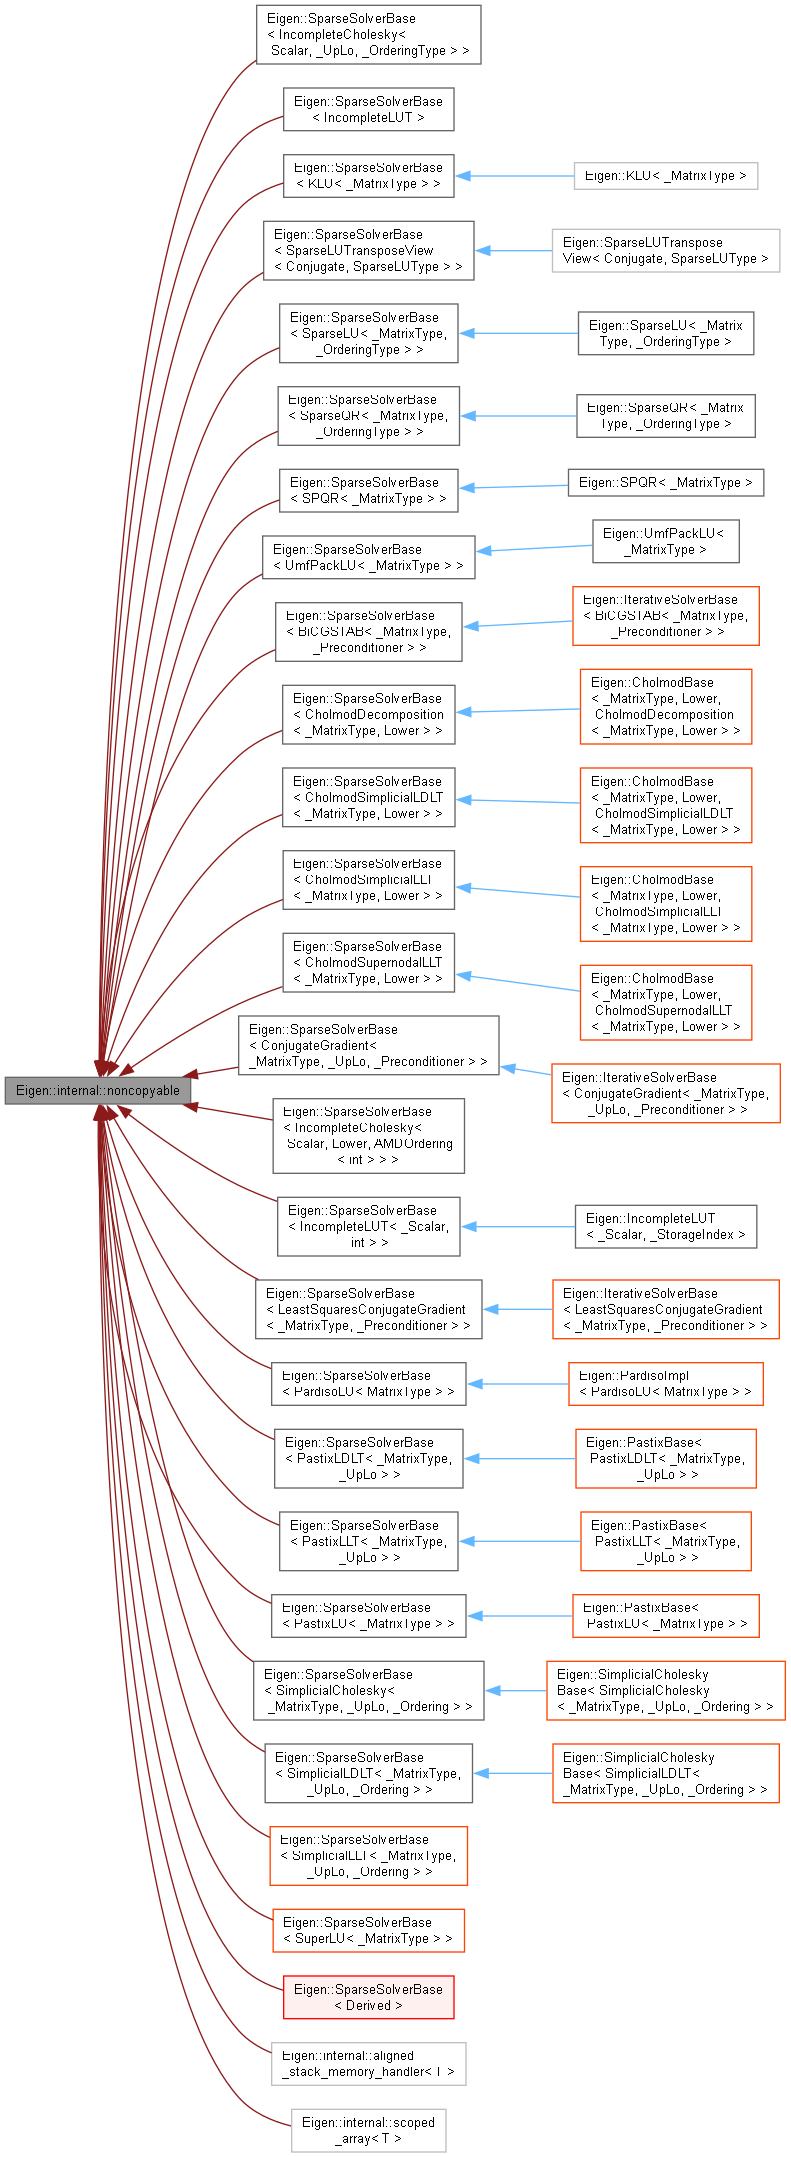 Eigen::SparseSolverBase
< IncompleteCholesky<
Scalar, _UpLo, _OrderingType > >
Eigen::SparseSolverBase
< IncompleteLUT >
Eigen::SparseSolverBase
< KLU< _MatrixType > >
Eigen::KLU< _MatrixType >
Eigen::SparseSolverBase
< SparseLUTransposeView
< Conjugate, SparseLUType > >
Eigen::SparseLUTranspose
View< Conjugate, SparseLUType >
Eigen::SparseSolverBase
< SparseLU< _MatrixType,
_OrderingType > >
Eigen::SparseLU< _Matrix
Type, _OrderingType >
Eigen::SparseSolverBase
< SparseQR< _MatrixType,
_OrderingType > >
Eigen::SparseQR< _Matrix
Type, _OrderingType >
Eigen::SparseSolverBase
< SPQR< _MatrixType > >
Eigen::SPQR< _MatrixType >
Eigen::SparseSolverBase
< UmfPackLU< _MatrixType > >
Eigen::UmfPackLU<
_MatrixType >
Eigen::SparseSolverBase
< BiCGSTAB< _MatrixType,
_Preconditioner > >
Eigen::IterativeSolverBase
< BiCGSTAB< _MatrixType,
_Preconditioner > >
Eigen::SparseSolverBase
< CholmodDecomposition
< _MatrixType, Lower > >
Eigen::CholmodBase
< _MatrixType, Lower,
CholmodDecomposition
< _MatrixType, Lower > >
Eigen::SparseSolverBase
< CholmodSimplicialLDLT
< _MatrixType, Lower > >
Eigen::CholmodBase
< _MatrixType, Lower,
CholmodSimplicialLDLT
< _MatrixType, Lower > >
Eigen::SparseSolverBase
< CholmodSimplicialLLT
< _MatrixType, Lower > >
Eigen::CholmodBase
< _MatrixType, Lower,
CholmodSimplicialLLT
< _MatrixType, Lower > >
Eigen::SparseSolverBase
< CholmodSupernodalLLT
< _MatrixType, Lower > >
Eigen::CholmodBase
< _MatrixType, Lower,
CholmodSupernodalLLT
< _MatrixType, Lower > >
Eigen::SparseSolverBase
< ConjugateGradient<
_MatrixType, _UpLo, _Preconditioner > >
Eigen::IterativeSolverBase
< ConjugateGradient< _MatrixType,
_UpLo, _Preconditioner > >
Eigen::internal::noncopyable
Eigen::SparseSolverBase
< IncompleteCholesky<
Scalar, Lower, AMDOrdering
< int > > >
Eigen::SparseSolverBase
< IncompleteLUT< _Scalar,
int > >
Eigen::IncompleteLUT
< _Scalar, _StorageIndex >
Eigen::SparseSolverBase
< LeastSquaresConjugateGradient
< _MatrixType, _Preconditioner > >
Eigen::IterativeSolverBase
< LeastSquaresConjugateGradient
< _MatrixType, _Preconditioner > >
Eigen::SparseSolverBase
< PardisoLU< MatrixType > >
Eigen::PardisoImpl
< PardisoLU< MatrixType > >
Eigen::SparseSolverBase
< PastixLDLT< _MatrixType,
_UpLo > >
Eigen::PastixBase<
PastixLDLT< _MatrixType,
_UpLo > >
Eigen::SparseSolverBase
< PastixLLT< _MatrixType,
_UpLo > >
Eigen::PastixBase<
PastixLLT< _MatrixType,
_UpLo > >
Eigen::SparseSolverBase
< PastixLU< _MatrixType > >
Eigen::PastixBase<
PastixLU< _MatrixType > >
Eigen::SparseSolverBase
< SimplicialCholesky<
_MatrixType, _UpLo, _Ordering > >
Eigen::SimplicialCholesky
Base< SimplicialCholesky
< _MatrixType, _UpLo, _Ordering > >
Eigen::SparseSolverBase
< SimplicialLDLT< _MatrixType,
_UpLo, _Ordering > >
Eigen::SimplicialCholesky
Base< SimplicialLDLT<
_MatrixType, _UpLo, _Ordering > >
Eigen::SparseSolverBase
< SimplicialLLT< _MatrixType,
_UpLo, _Ordering > >
Eigen::SparseSolverBase
< SuperLU< _MatrixType > >
Eigen::SparseSolverBase
< Derived >
Eigen::internal::aligned
_stack_memory_handler< T >
Eigen::internal::scoped
_array< T >